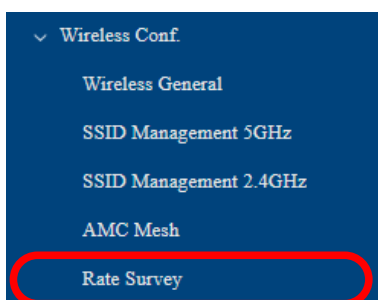 Wireless Conf.
Wireless General
SSID Management 5GHz
SSID Management 2.4GHz
AMC Mesh
Rate Survey